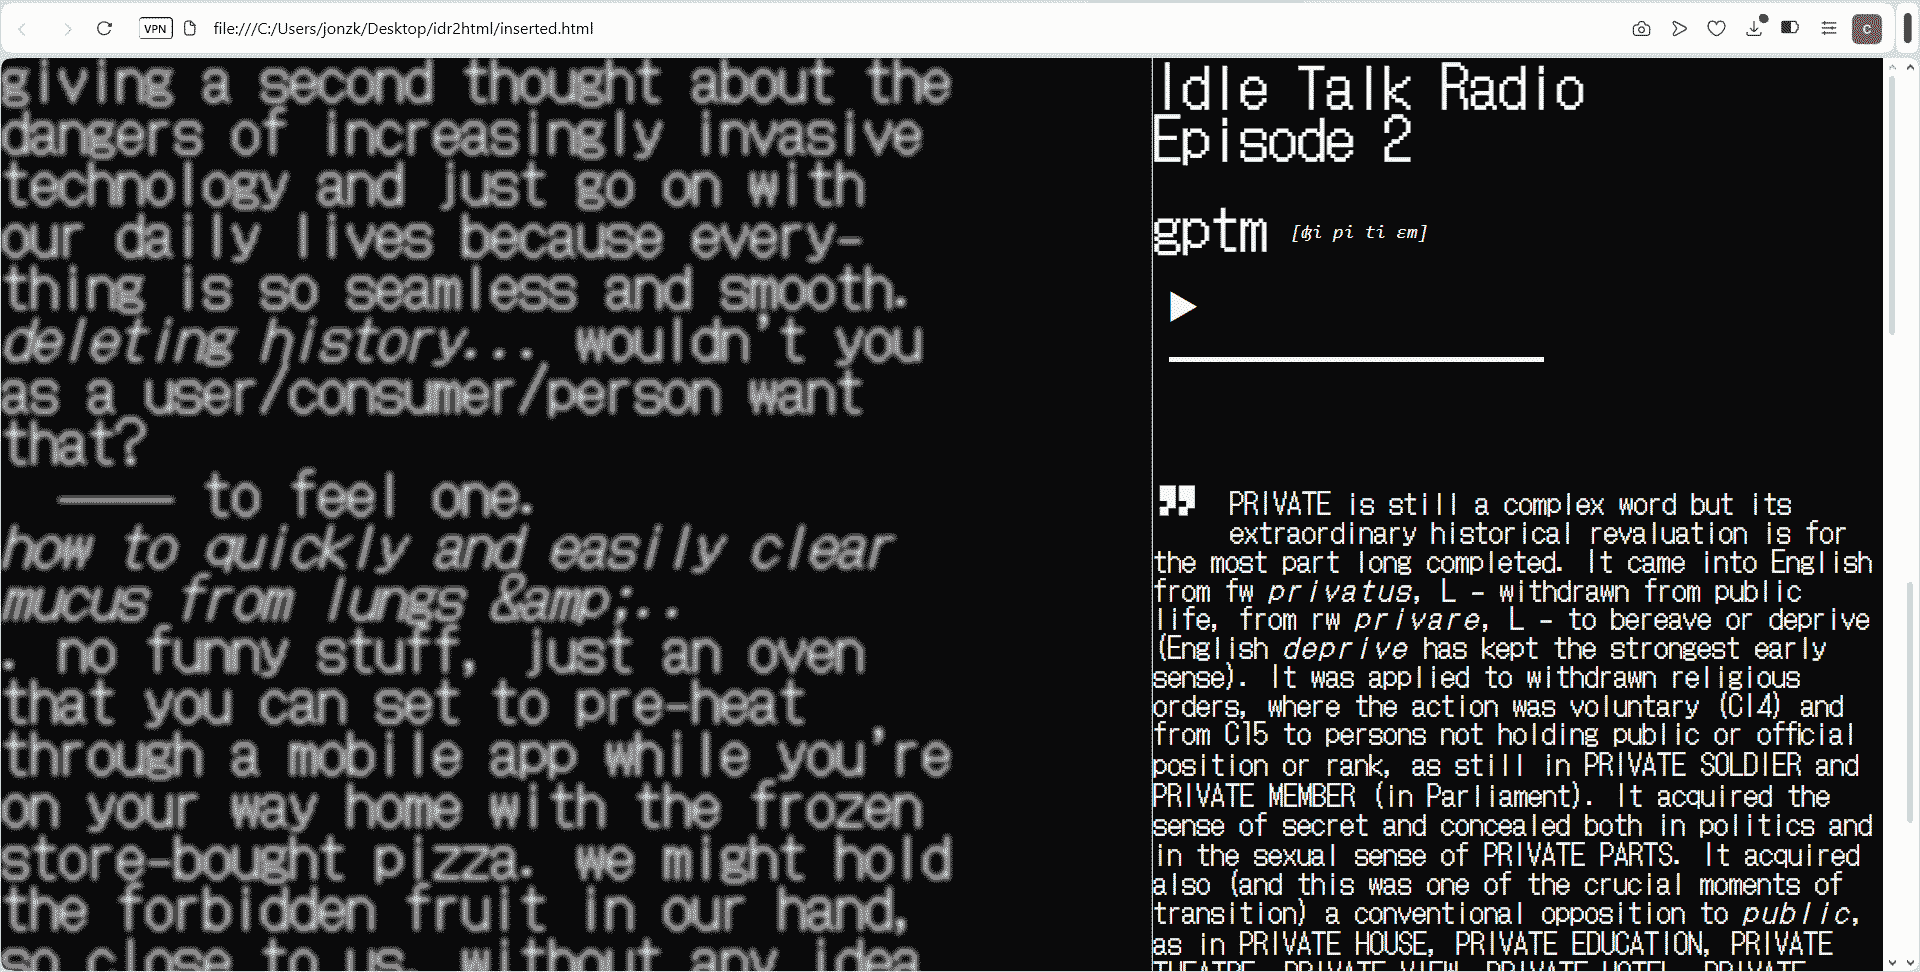 VPN
file:///C:/Users/jonzk/Desktop/idr2html/inserted.html
C
giving a second thought about the
dangers of increasingly invasive
technology and just go on with
our daily lives because every-
thing is so seamless and smooth.
deleting history... wouldn't you
as a user/consumer/person want
that?
——— to feel one.
how to quickly and easily clear
mucus from lungs &amp;..
. no funny stuff, just an oven
that you can set to pre-heat
through a mobile app while you're
on your way home with the frozen
store-bought pizza. we might hold
the forbidden fruit in our hand,
so close to us, without any idea
Idle Talk Radio
Episode 2
gptm [ʤi pi ti ɛm]
❞ PRIVATE is still a complex word but its
extraordinary historical revaluation is for
the most part long completed. It came into English
from fw privatus, L - withdrawn from public
life, from rw privare, L - to bereave or deprive
(English deprive has kept the strongest early
sense). It was applied to withdrawn religious
orders, where the action was voluntary (C14) and
from C15 to persons not holding public or official
position or rank, as still in PRIVATE SOLDIER and
PRIVATE MEMBER (in Parliament). It acquired the
sense of secret and concealed both in politics and
in the sexual sense of PRIVATE PARTS. It acquired
also (and this was one of the crucial moments of
transition) a conventional opposition to public,
as in PRIVATE HOUSE, PRIVATE EDUCATION, PRIVATE
THEATRE, PRIVATE VIEW, PRIVATE HOTEL, PRIVATE